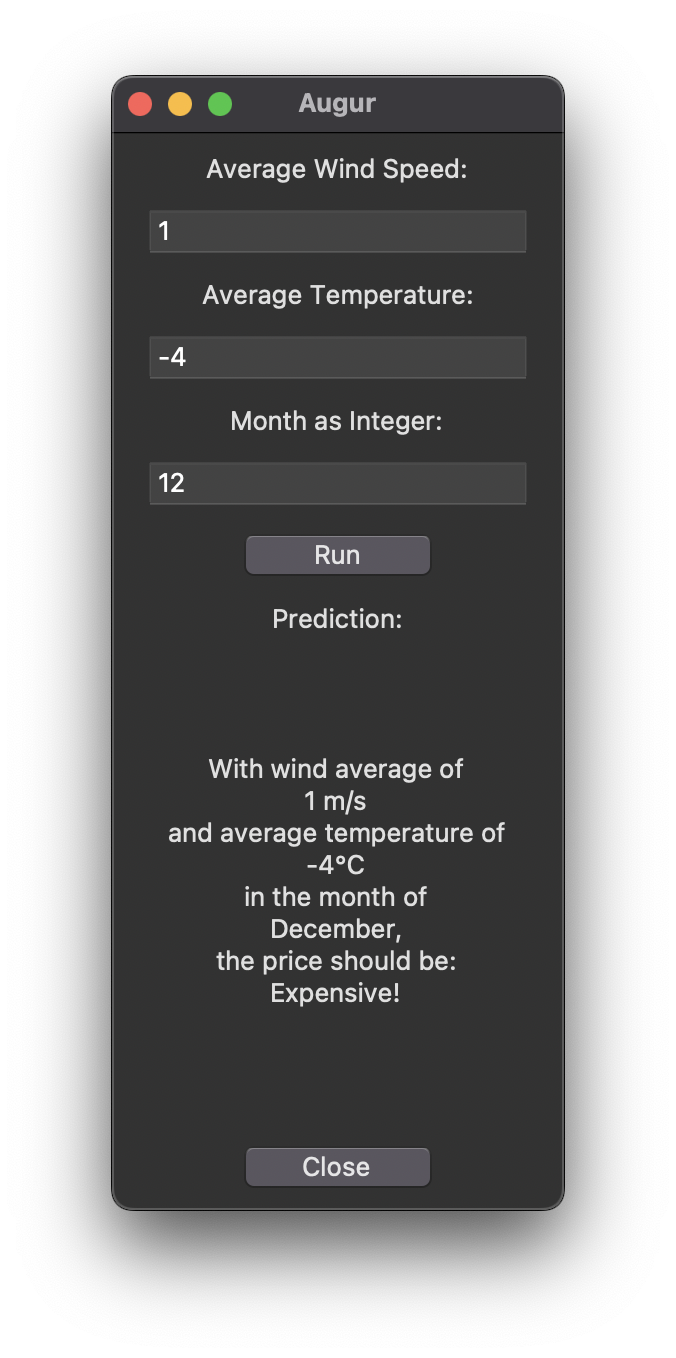 Augur
Average Wind Speed:
1
Average Temperature:
-4
Month as Integer:
12
Run
Prediction:
With wind average of
1 m/s
and average temperature of
-4°C
in the month of
December,
the price should be:
Expensive!
Close